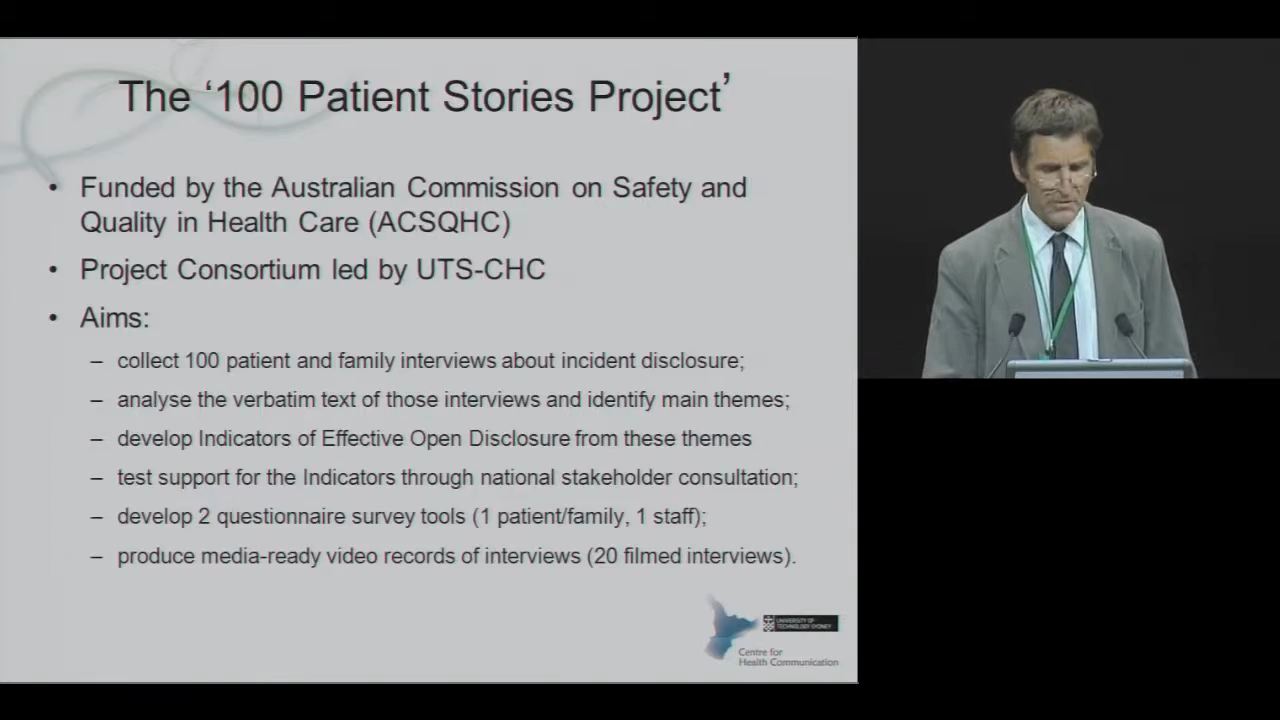 The ‘100 Patient Stories Project’
• Funded by the Australian Commission on Safety and
Quality in Health Care (ACSQHC)
• Project Consortium led by UTS-CHC
• Aims:
– collect 100 patient and family interviews about incident disclosure;
– analyse the verbatim text of those interviews and identify main themes;
– develop Indicators of Effective Open Disclosure from these themes
– test support for the Indicators through national stakeholder consultation;
– develop 2 questionnaire survey tools (1 patient/family, 1 staff);
– produce media-ready video records of interviews (20 filmed interviews).
UNIVERSITY OF
TECHNOLOGY SYDNEY
Centre for
Health Communication